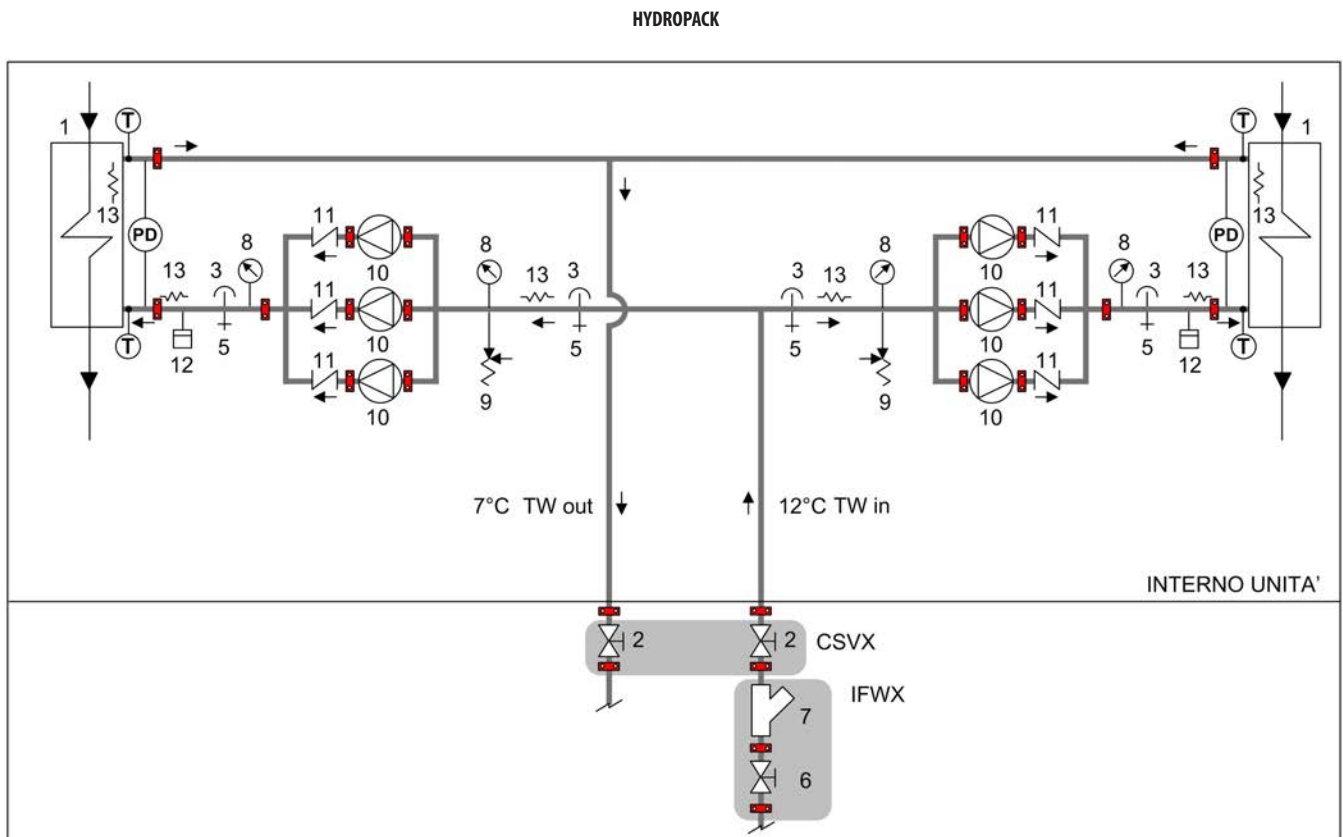 HYDROPACK
1 T T 1
13 13
PD PD
11 11
8 8 8 8
10 10
13 3 13 3 3 13 3 13
11 11
5 5 5 5
T 12 10 10 12 T
11 11
9 9
10 10
7°C TW out 12°C TW in
INTERNO UNITA'
2 2 CSVX
IFWX
7
6